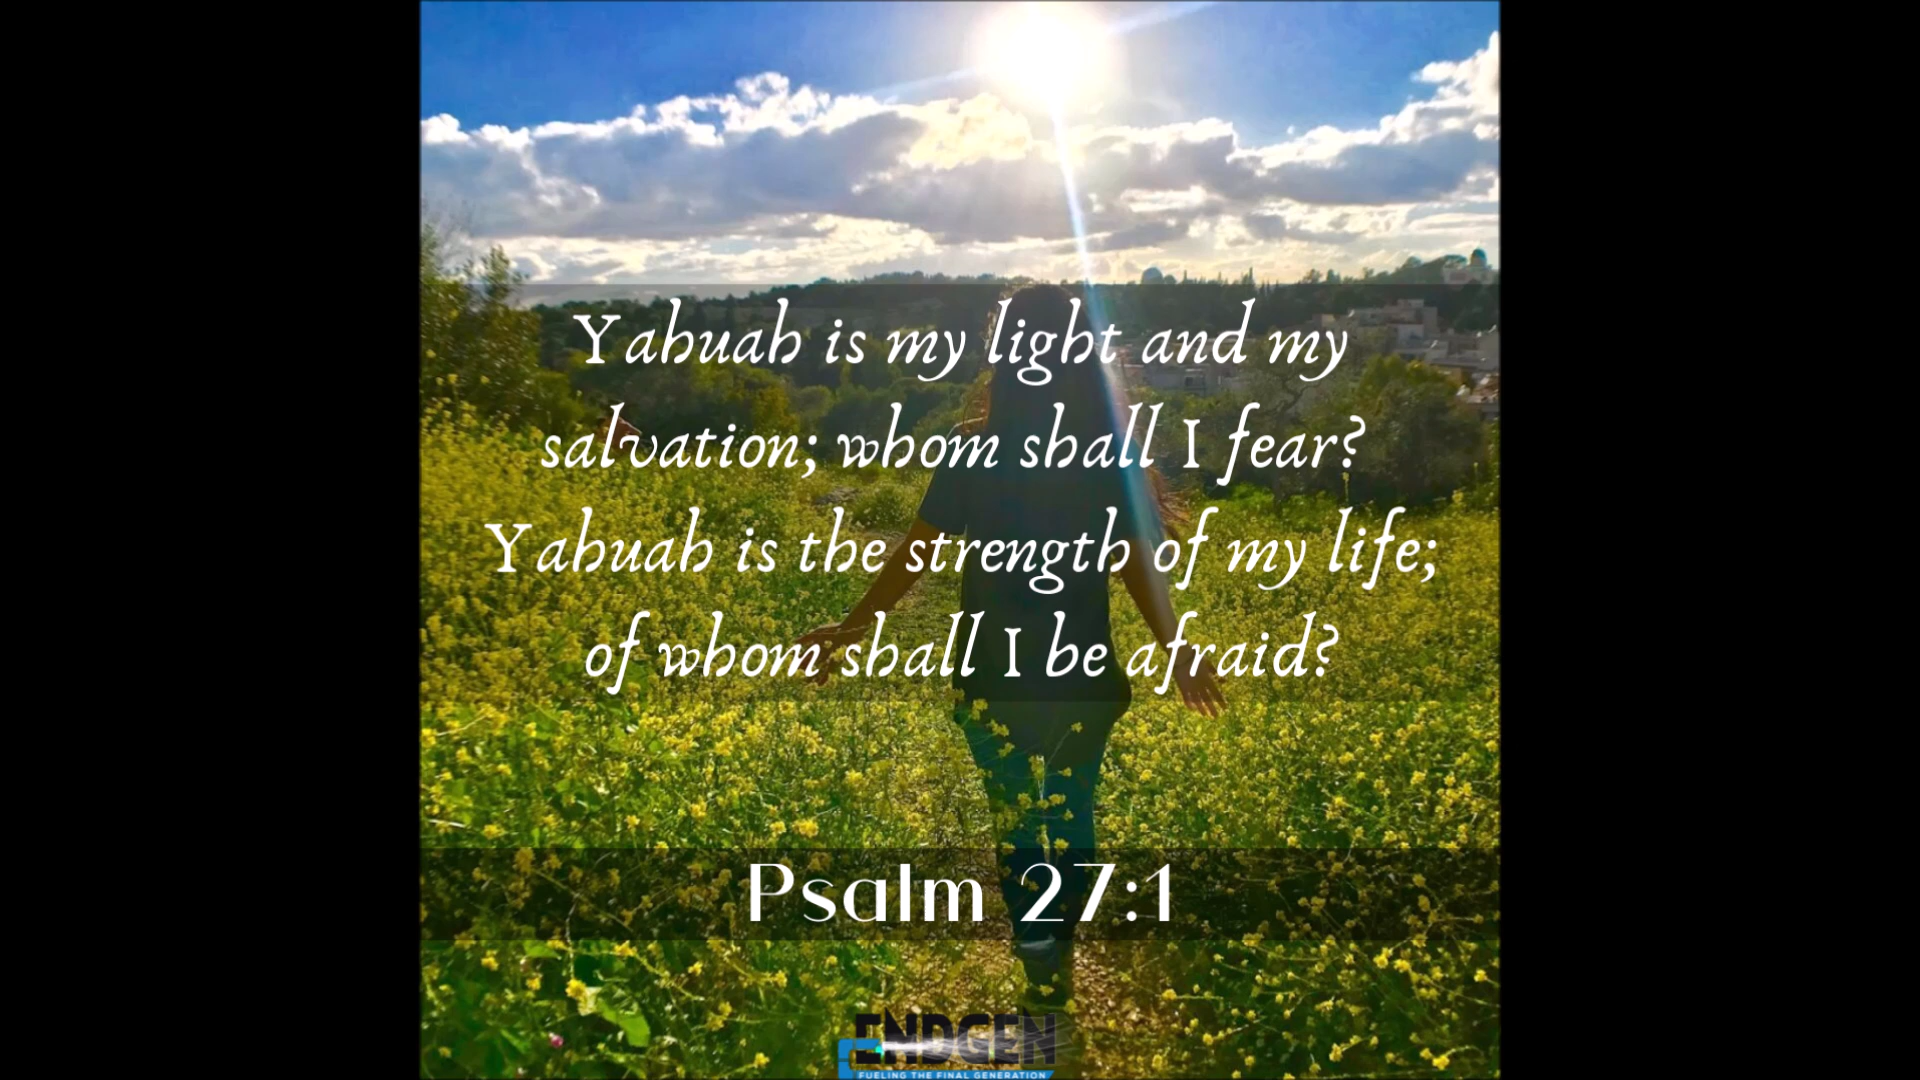 Yahuah is my light and my
salvation; whom shall I fear?
Yahuah is the strength of my life;
of whom shall I be afraid?
Psalm 27:1
ENDGEN
FUELING THE FINAL GENERATION